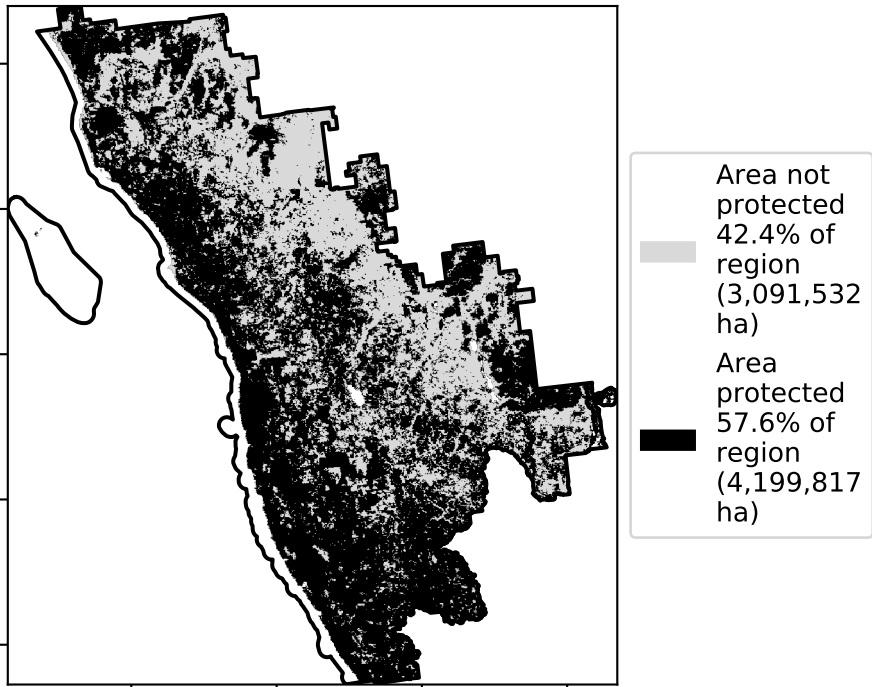 Area not
protected
42.4% of
region
(3,091,532
ha)
Area
protected
57.6% of
region
(4,199,817
ha)